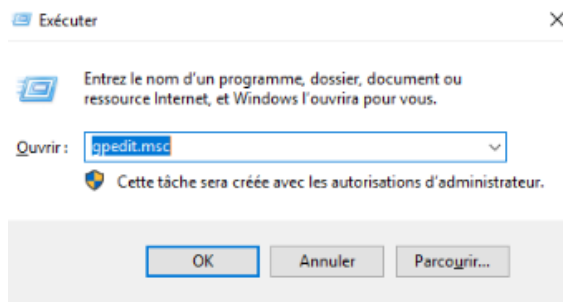 Exécuter
Entrez le nom d'un programme, dossier, document ou
ressource Internet, et Windows l'ouvrira pour vous.
Ouvrir : gpedit.msc
Cette tâche sera créée avec les autorisations d'administrateur.
OK Annuler Parcourir...